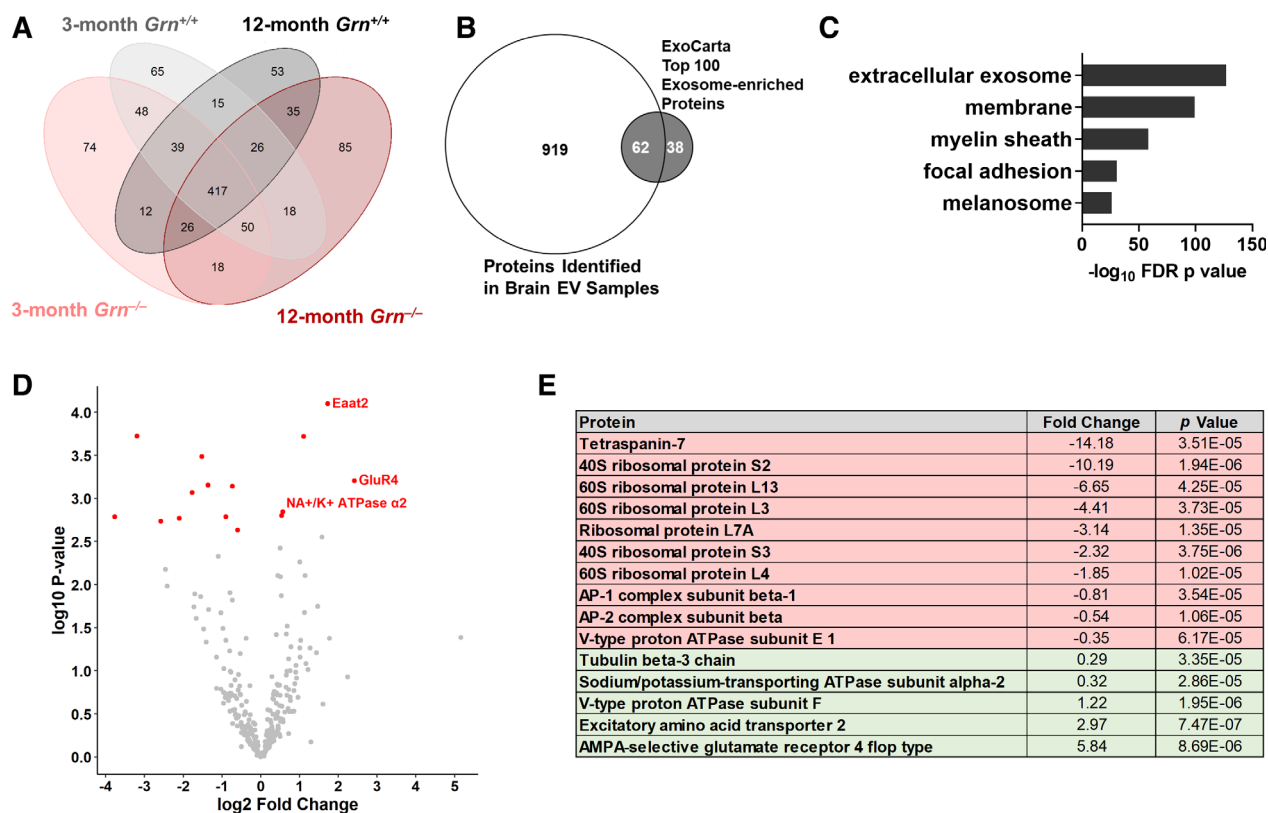 A
3-month Grn+/+
12-month Grn+/+
65
53
48
15
35
74
39
26
85
417
12
18
26
50
18
3-month Grn–/–
12-month Grn–/–
B
ExoCarta
Top 100
Exosome-enriched
Proteins
919
62
38
Proteins Identified
in Brain EV Samples
C
extracellular exosome
membrane
myelin sheath
focal adhesion
melanosome
0 50 100 150
-log10 FDR p value
D
log10 P-value
4.0
3.5
3.0
2.5
2.0
1.5
1.0
0.5
0.0
Eaat2
GluR4
NA+/K+ ATPase α2
-4 -3 -2 -1 0 1 2 3 4 5
log2 Fold Change
E
Protein Fold Change p Value
Tetraspanin-7 -14.18 3.51E-05
40S ribosomal protein S2 -10.19 1.94E-06
60S ribosomal protein L13 -6.65 4.25E-05
60S ribosomal protein L3 -4.41 3.73E-05
Ribosomal protein L7A -3.14 1.35E-05
40S ribosomal protein S3 -2.32 3.75E-06
60S ribosomal protein L4 -1.85 1.02E-05
AP-1 complex subunit beta-1 -0.81 3.54E-05
AP-2 complex subunit beta -0.54 1.06E-05
V-type proton ATPase subunit E 1 -0.35 6.17E-05
Tubulin beta-3 chain 0.29 3.35E-05
Sodium/potassium-transporting ATPase subunit alpha-2 0.32 2.86E-05
V-type proton ATPase subunit F 1.22 1.95E-06
Excitatory amino acid transporter 2 2.97 7.47E-07
AMPA-selective glutamate receptor 4 flop type 5.84 8.69E-06